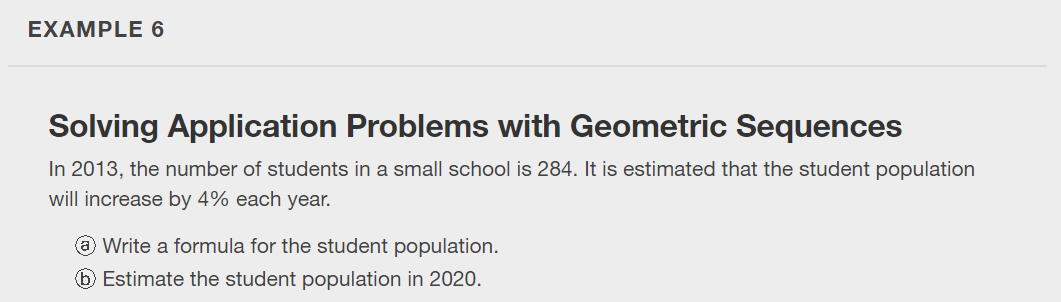 EXAMPLE 6
Solving Application Problems with Geometric Sequences
In 2013, the number of students in a small school is 284. It is estimated that the student population
will increase by 4% each year.
ⓐ Write a formula for the student population.
ⓑ Estimate the student population in 2020.